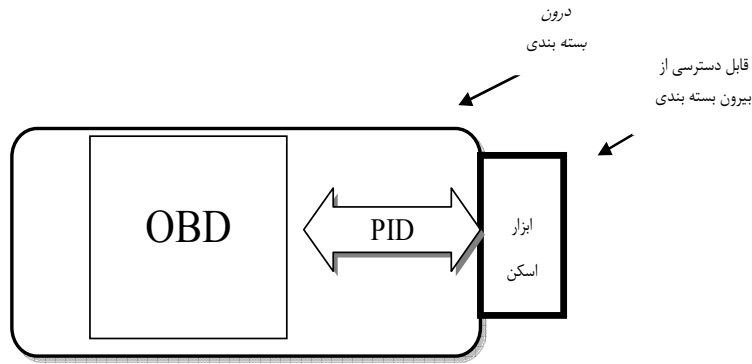 درون
بسته بندی
قابل دسترسی از
بیرون بسته بندی
OBD
PID
ابزار
اسکن